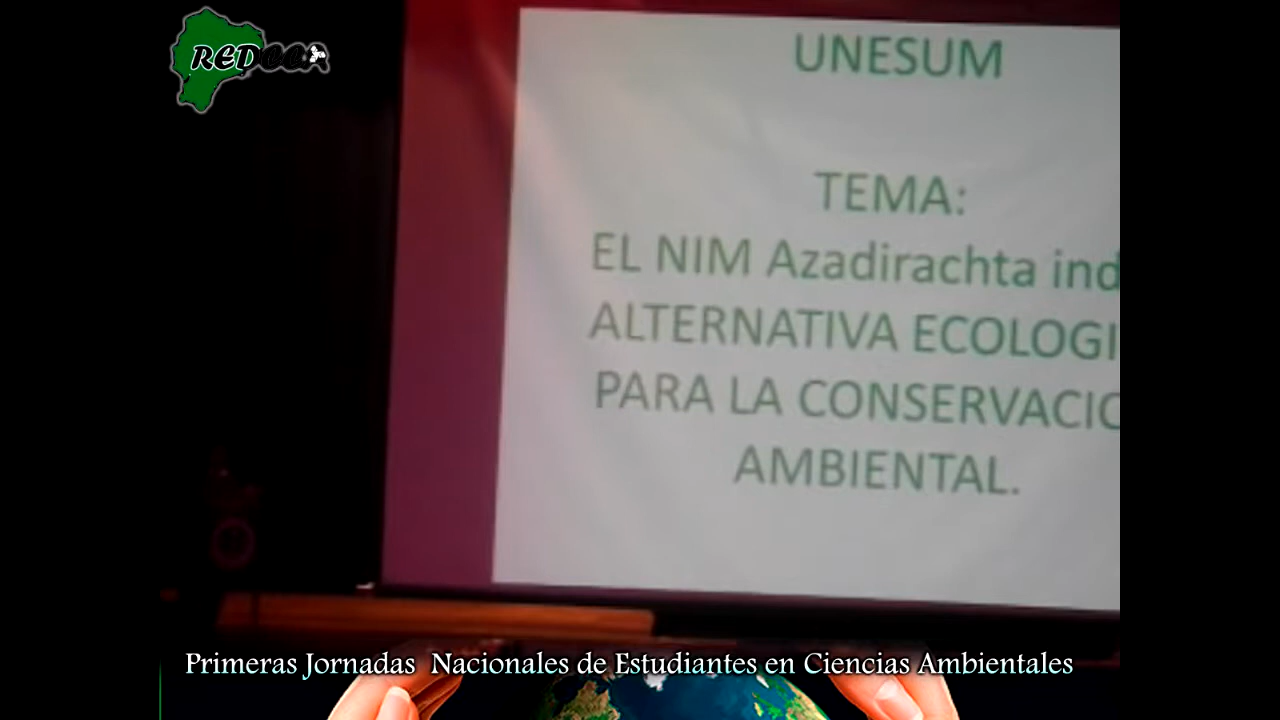 REDCCA
UNESUM
TEMA:
EL NIM Azadirachta ind
ALTERNATIVA ECOLOGI
PARA LA CONSERVACIO
AMBIENTAL.
Primeras Jornadas Nacionales de Estudiantes en Ciencias Ambientales